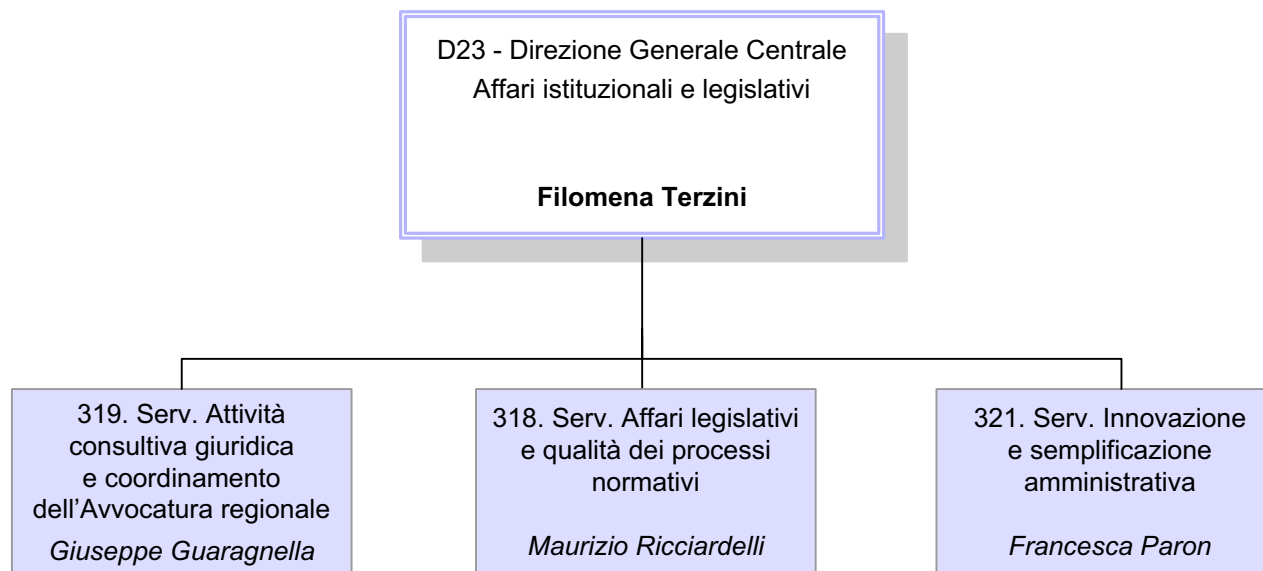 D23 - Direzione Generale Centrale
Affari istituzionali e legislativi
Filomena Terzini
319. Serv. Attività
consultiva giuridica
e coordinamento
dell’Avvocatura regionale
Giuseppe Guaragnella
318. Serv. Affari legislativi
e qualità dei processi
normativi
Maurizio Ricciardelli
321. Serv. Innovazione
e semplificazione
amministrativa
Francesca Paron